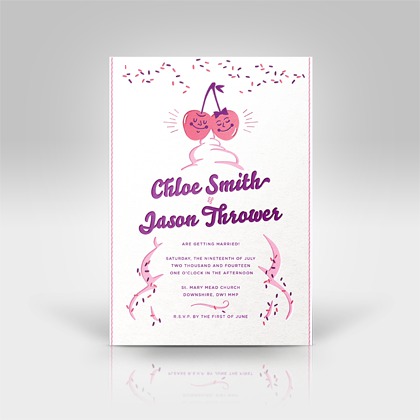 Chloe Smith
&
Jason Thrower
ARE GETTING MARRIED!
SATURDAY, THE NINETEENTH OF JULY
TWO THOUSAND AND FOURTEEN
ONE O'CLOCK IN THE AFTERNOON
St. MARY MEAD CHURCH
DOWNSHIRE, DW1 MMP
R.S.V.P. BY THE FIRST OF JUNE